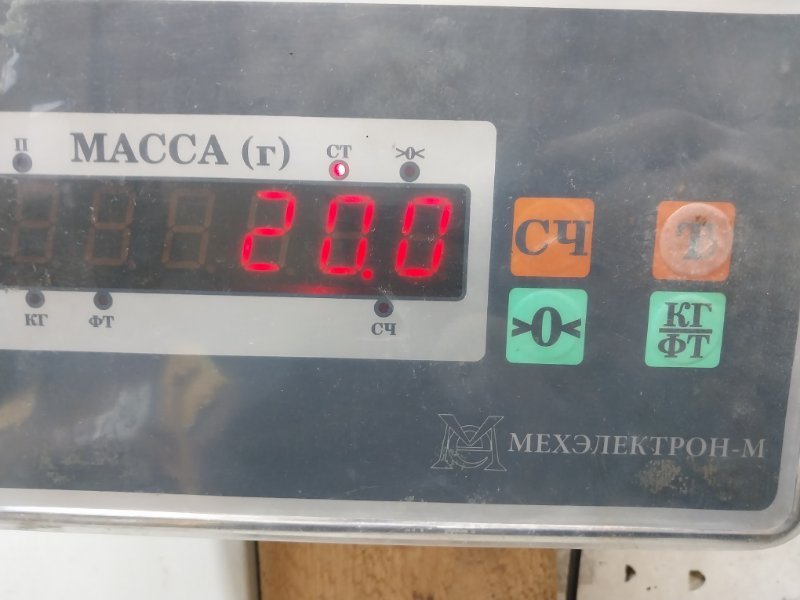 П МАССА (г) СТ >0<
20.0
КГ ФТ СЧ
СЧ Т
>0< КГ/ФТ
МЕХЭЛЕКТРОН-М